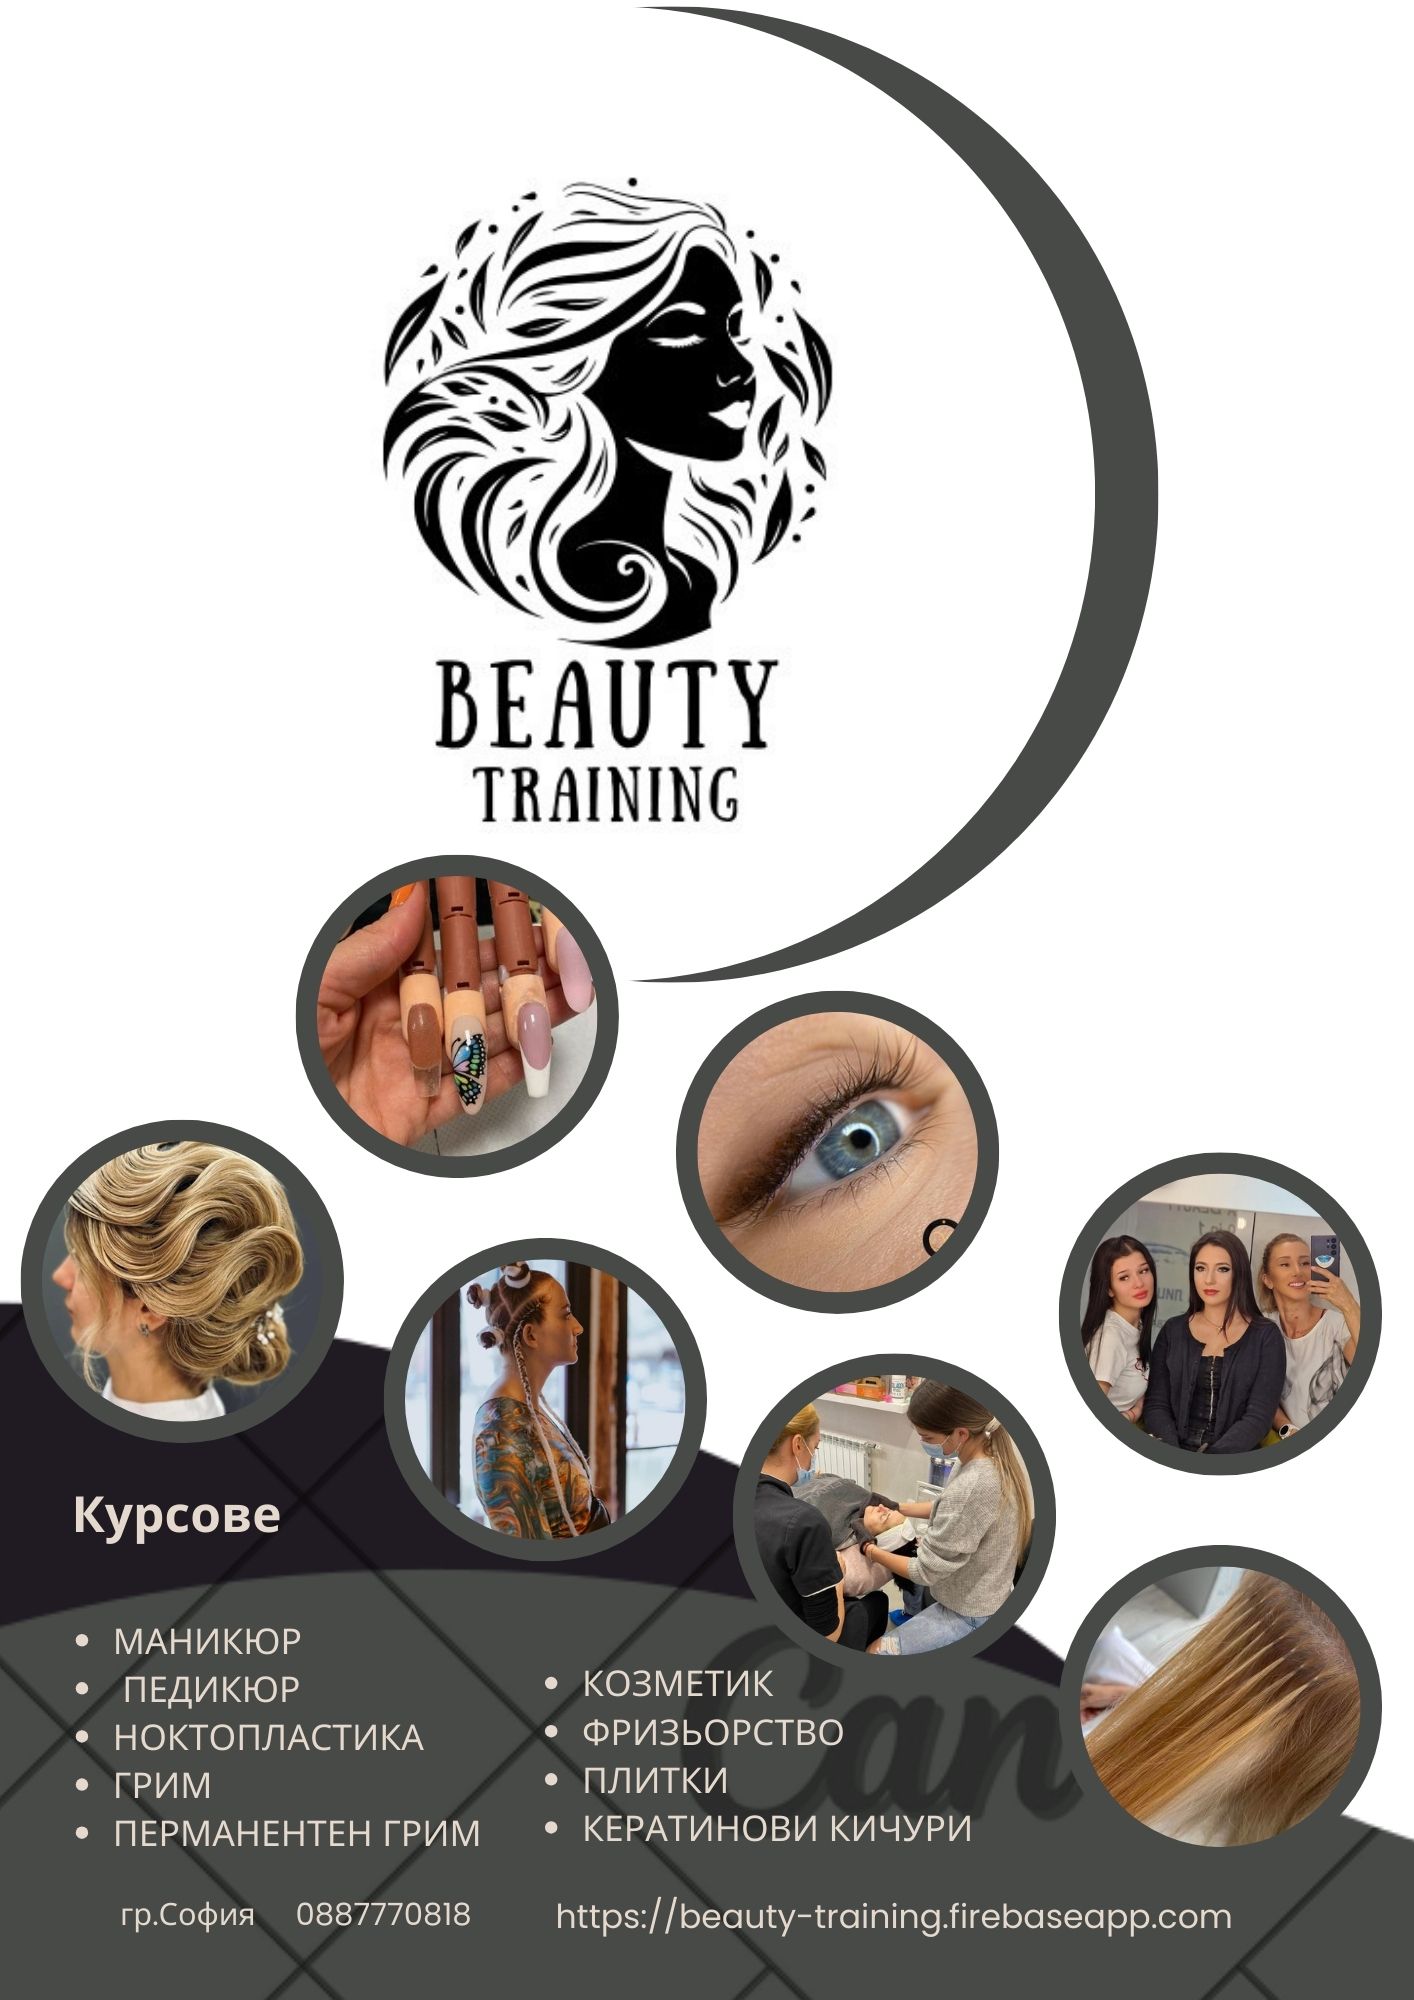 BEAUTY
TRAINING
Курсове
МАНИКЮР
ПЕДИКЮР
НОКТОПЛАСТИКА
ГРИМ
ПЕРМАНЕНТЕН ГРИМ
КОЗМЕТИК
ФРИЗЬОРСТВО
ПЛИТКИ
КЕРАТИНОВИ КИЧУРИ
Can
гр.София 0887770818 https://beauty-training.firebaseapp.com